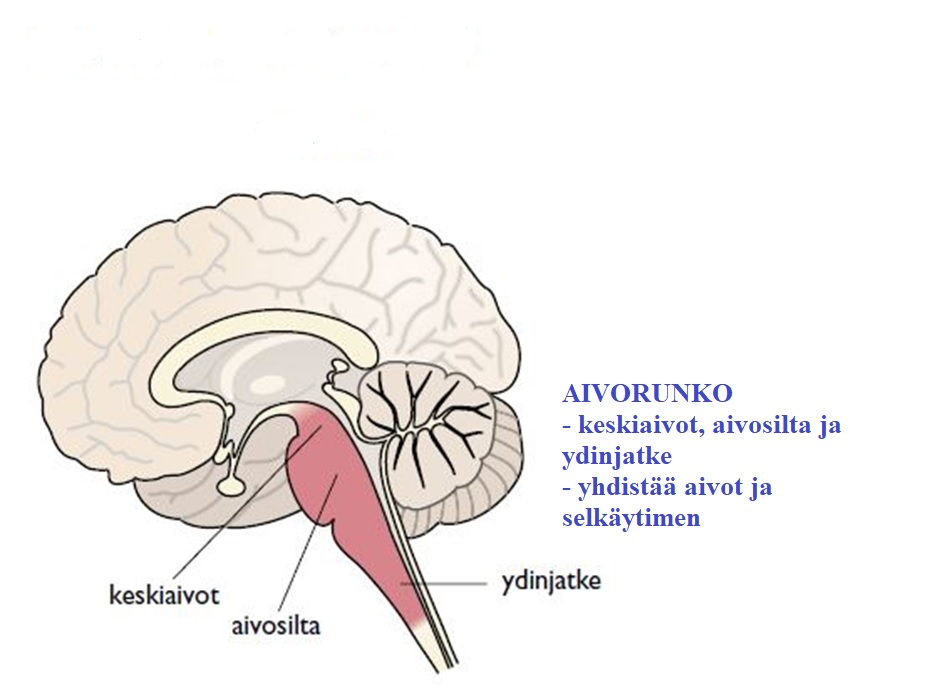 AIVORUNKO
- keskiaivot, aivosilta ja
ydinjatke
- yhdistää aivot ja
selkäytimen
keskiaivot
aivosilta
ydinjatke